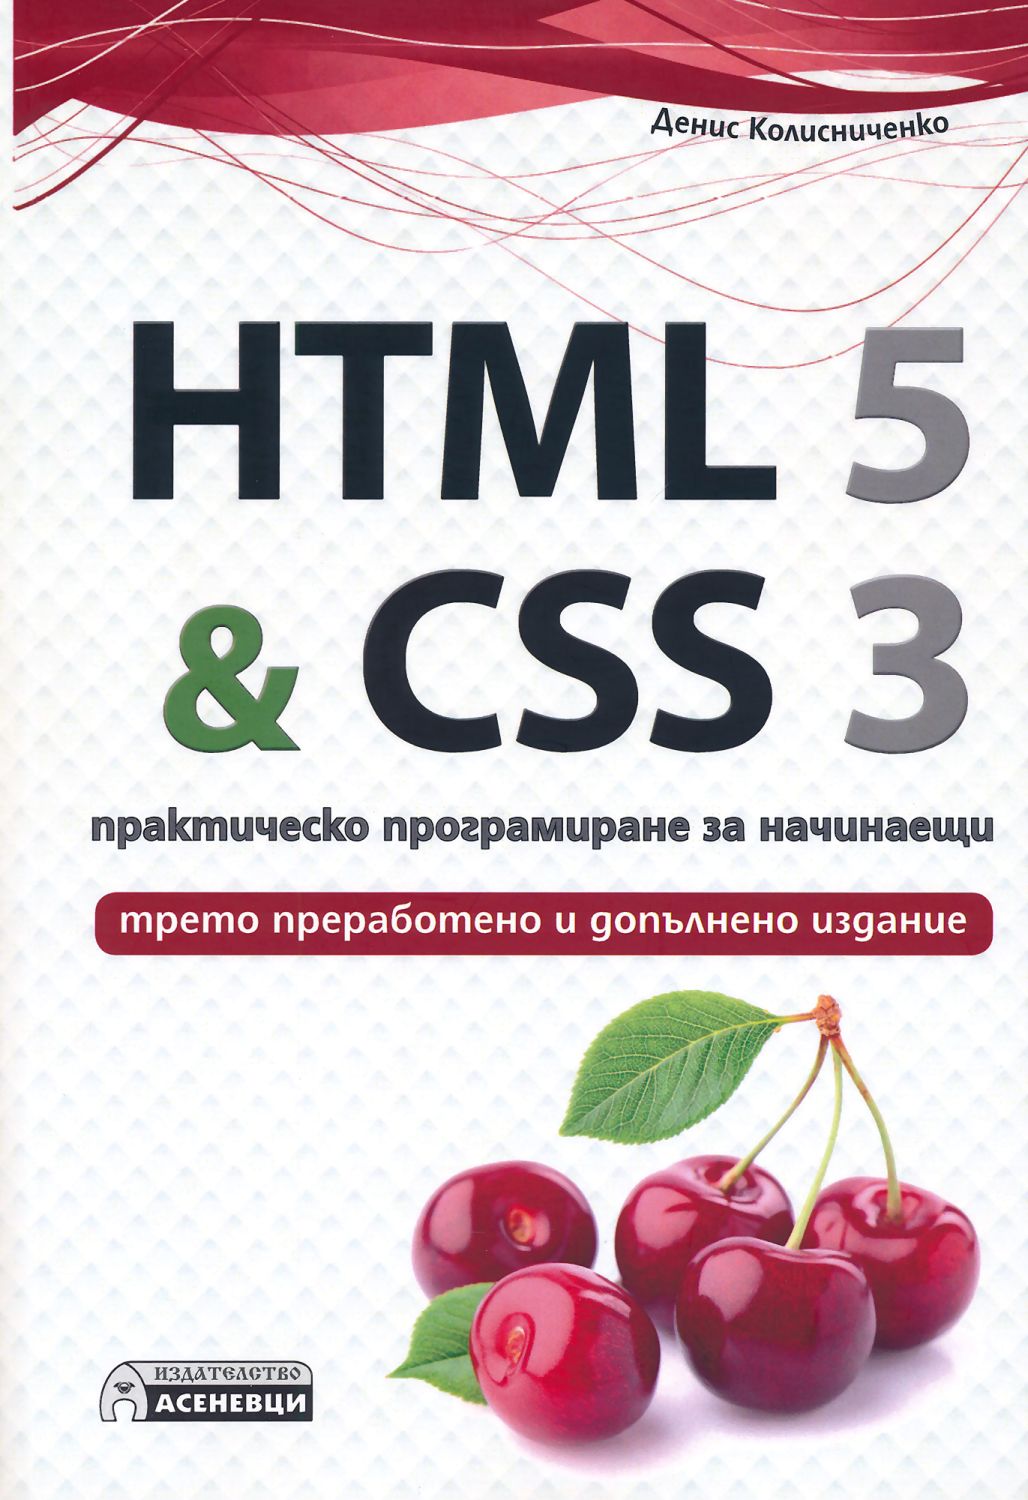 Денис Колисниченко
HTML 5
& CSS 3
практическо програмиране за начинаещи
трето преработено и допълнено издание
ИЗДАТЕЛСТВО
АСЕНЕВЦИ